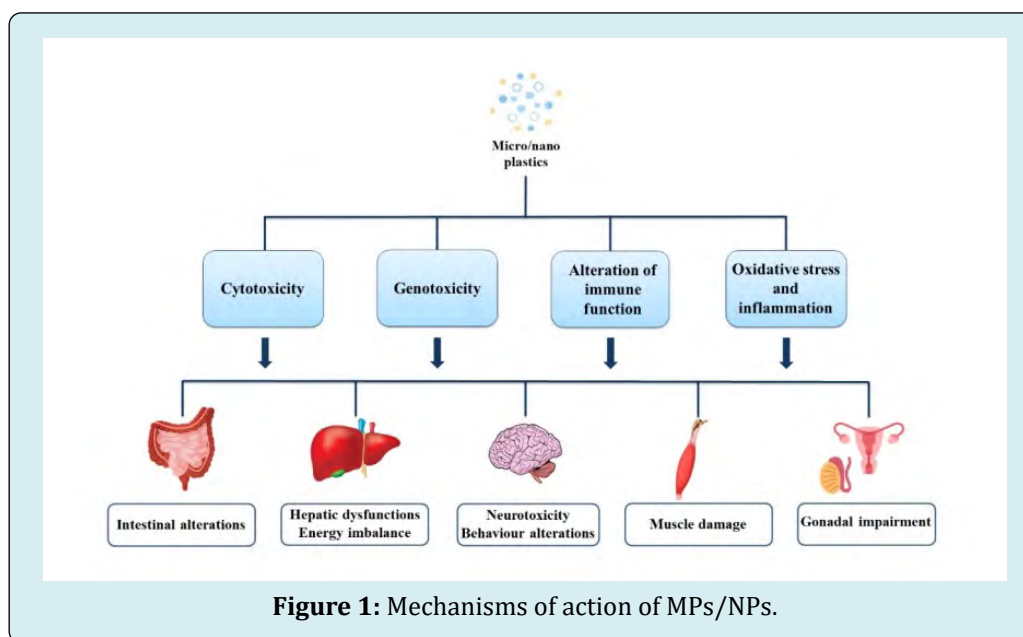 Micro/nano
plastics
Cytotoxicity
Genotoxicity
Alteration of
immune
function
Oxidative stress
and
inflammation
Intestinal alterations
Hepatic dysfunctions
Energy imbalance
Neurotoxicity
Behaviour alterations
Muscle damage
Gonadal impairment
Figure 1: Mechanisms of action of MPs/NPs.